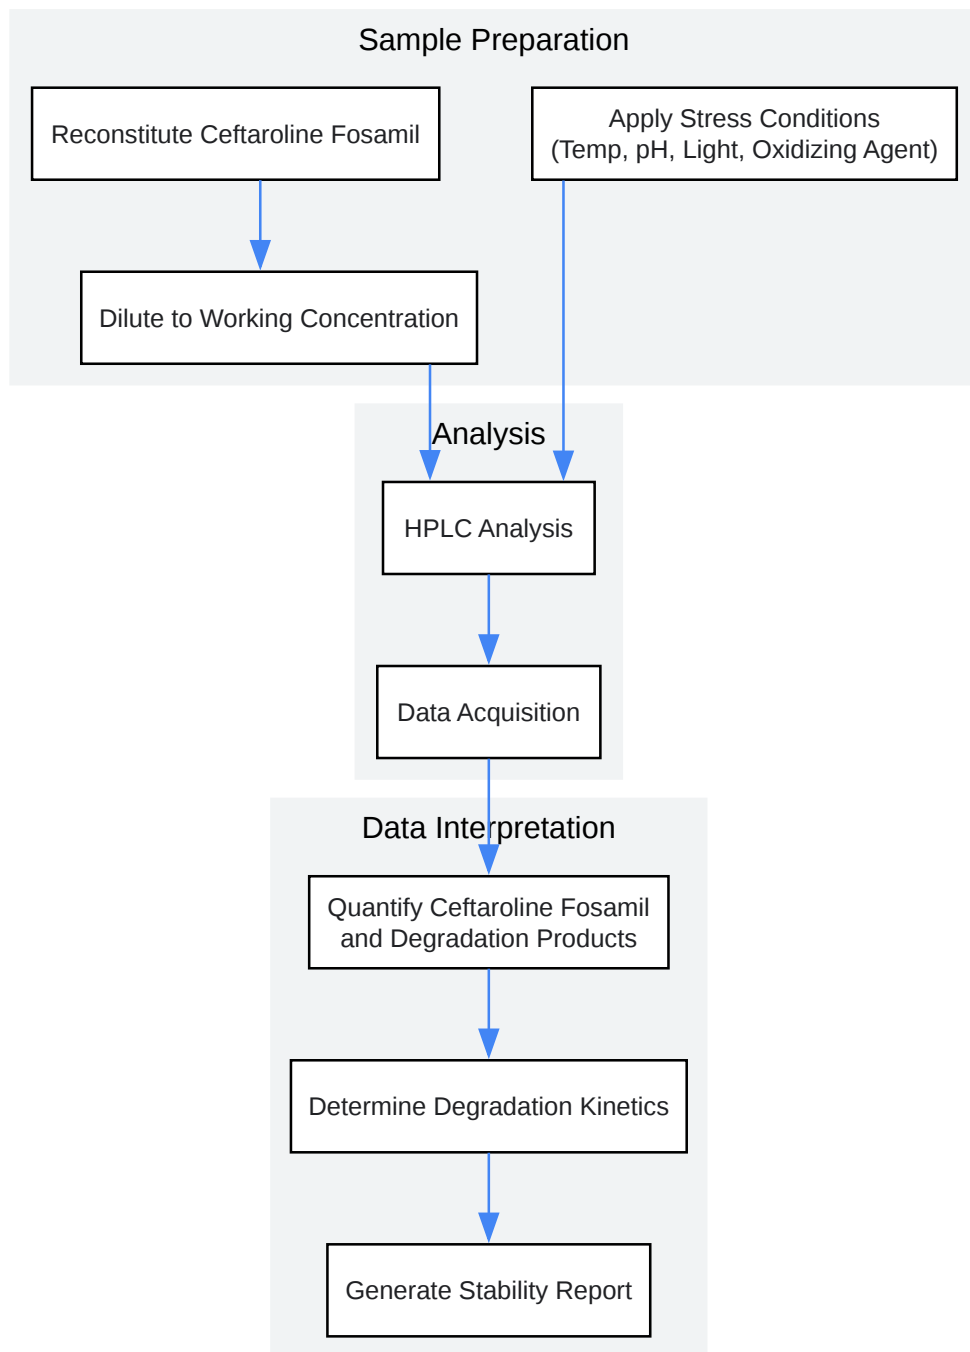 Sample Preparation
Reconstitute Ceftaroline Fosamil
Apply Stress Conditions
(Temp, pH, Light, Oxidizing Agent)
Dilute to Working Concentration
Analysis
HPLC Analysis
Data Acquisition
Data Interpretation
Quantify Ceftaroline Fosamil
and Degradation Products
Determine Degradation Kinetics
Generate Stability Report